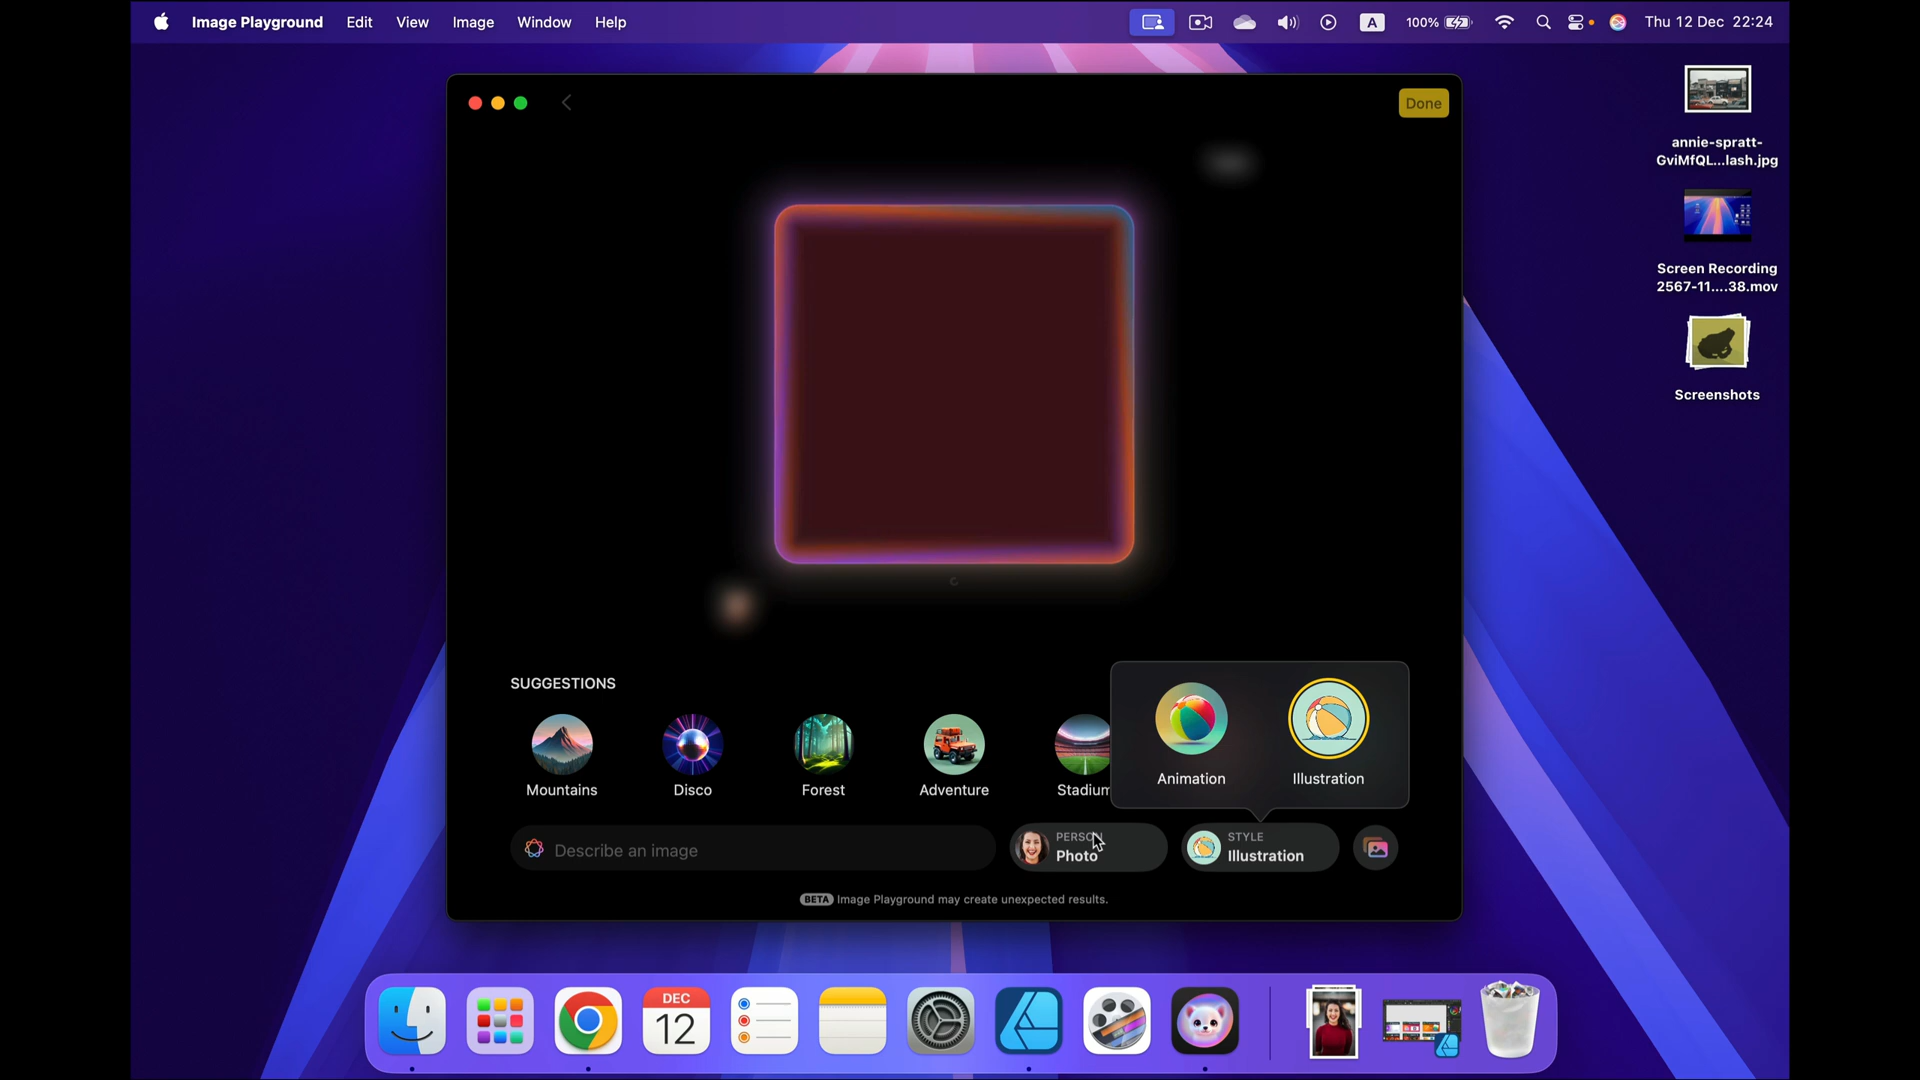 Image Playground Edit View Image Window Help A 100% Thu 12 Dec 22:24
Done
annie-spratt-
GviMfQL...lash.jpg
Screen Recording
2567-11....38.mov
Screenshots
SUGGESTIONS
Mountains Disco Forest Adventure Stadium
Animation Illustration
Describe an image
PERSON
Photo
STYLE
Illustration
BETA Image Playground may create unexpected results.
DEC
12